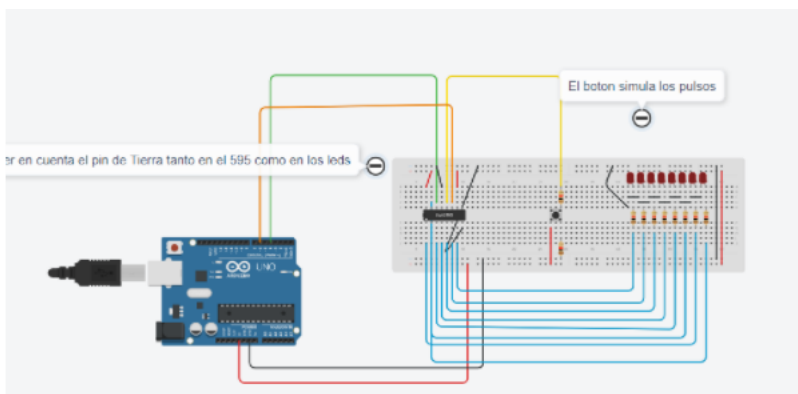 El boton simula los pulsos
er en cuenta el pin de Tierra tanto en el 595 como en los leds
UNO